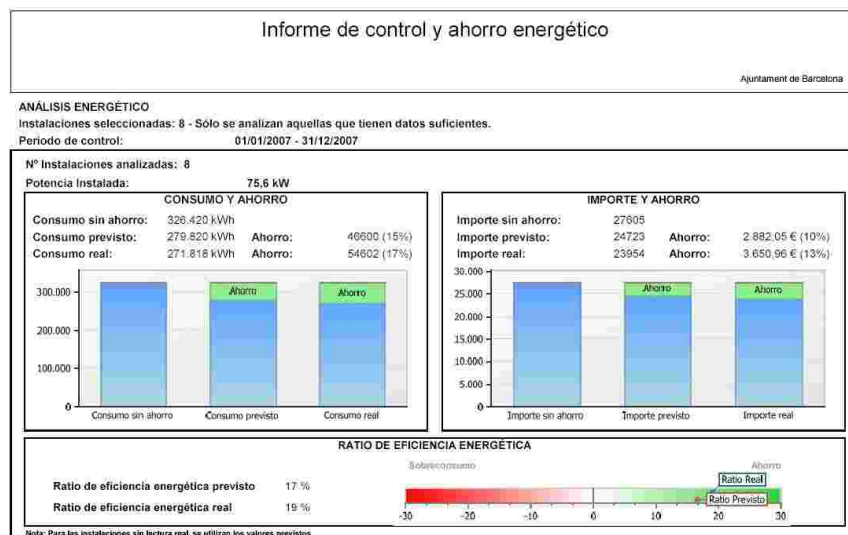 Informe de control y ahorro energético
Ajuntament de Barcelona
ANÁLISIS ENERGÉTICO
Instalaciones seleccionadas: 8 - Sólo se analizan aquellas que tienen datos suficientes.
Periodo de control: 01/01/2007 - 31/12/2007
Nº Instalaciones analizadas: 8
Potencia Instalada: 75,6 kW
CONSUMO Y AHORRO
Consumo sin ahorro: 326.420 kWh
Consumo previsto: 279.820 kWh Ahorro: 46600 (15%)
Consumo real: 271.818 kWh Ahorro: 54602 (17%)
300.000
200.000
100.000
0
Ahorro
Ahorro
Consumo sin ahorro
Consumo previsto
Consumo real
IMPORTE Y AHORRO
Importe sin ahorro: 27605
Importe previsto: 24723 Ahorro: 2.882,05 € (10%)
Importe real: 23954 Ahorro: 3.650,96 € (13%)
30.000
25.000
20.000
15.000
10.000
5.000
0
Ahorro
Ahorro
Importe sin ahorro
Importe previsto
Importe real
RATIO DE EFICIENCIA ENERGÉTICA
Sobreconsumo
Ahorro
Ratio de eficiencia energética previsto 17 %
Ratio de eficiencia energética real 19 %
Ratio Real
Ratio Previsto
-30 -20 -10 0 10 20 30
Nota: Para las instalaciones sin lectura real, se utilizan los valores previstos